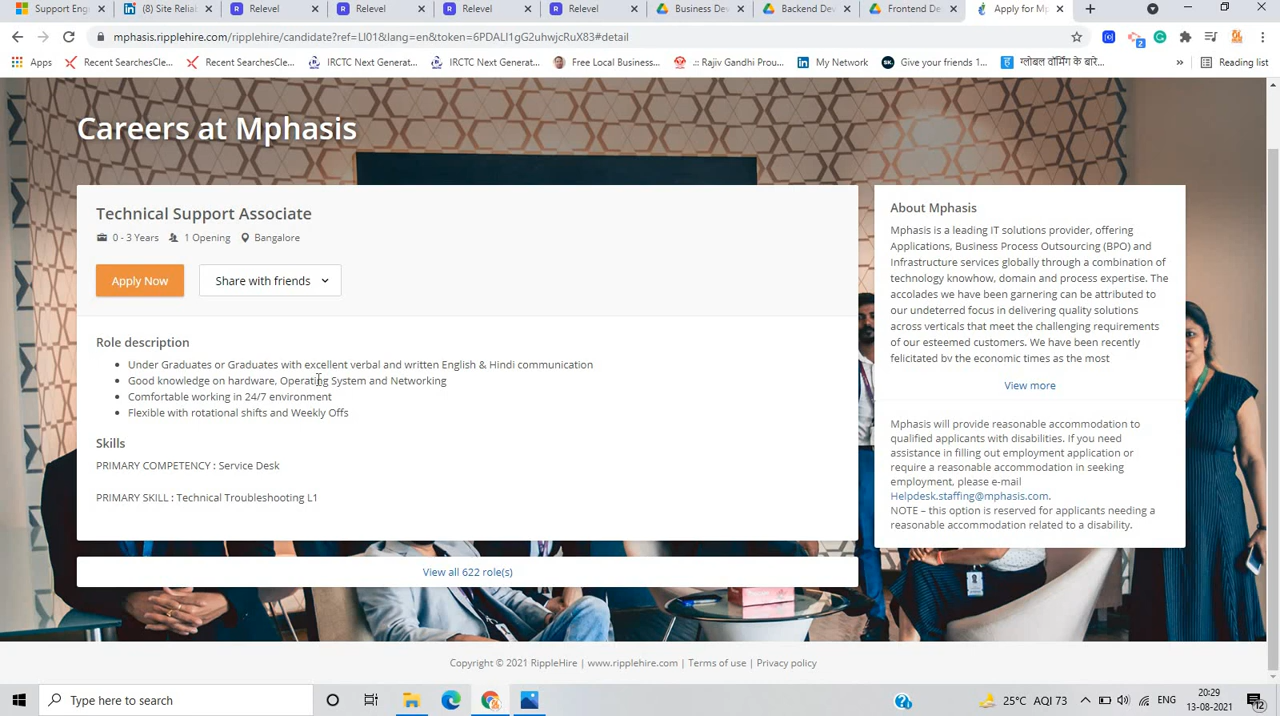 Support Eng
(8) Site Relia
Relevel
Relevel
Relevel
Relevel
Business De
Backend Dev
Frontend De
Apply for Mp
mphasis.ripplehire.com/ripplehire/candidate?ref=LI01&lang=en&token=6PDALI1gG2uhwjcRuX83#detail
Apps
Recent SearchesCle...
Recent SearchesCle...
IRCTC Next Generat...
IRCTC Next Generat...
Free Local Business...
.:: Rajiv Gandhi Prou...
My Network
Give your friends 1...
ग्लोबल वॉर्मिंग के बारे...
»
Reading list
Careers at Mphasis
Technical Support Associate
0 - 3 Years
1 Opening
Bangalore
Apply Now
Share with friends
Role description
• Under Graduates or Graduates with excellent verbal and written English & Hindi communication
• Good knowledge on hardware, Operating System and Networking
• Comfortable working in 24/7 environment
• Flexible with rotational shifts and Weekly Offs
Skills
PRIMARY COMPETENCY : Service Desk
PRIMARY SKILL : Technical Troubleshooting L1
View all 622 role(s)
About Mphasis
Mphasis is a leading IT solutions provider, offering
Applications, Business Process Outsourcing (BPO) and
Infrastructure services globally through a combination of
technology knowhow, domain and process expertise. The
accolades we have been garnering can be attributed to
our undeterred focus in delivering quality solutions
across verticals that meet the challenging requirements
of our esteemed customers. We have been recently
felicitated by the economic times as the most
View more
Mphasis will provide reasonable accommodation to
qualified applicants with disabilities. If you need
assistance in filling out employment application or
require a reasonable accommodation in seeking
employment, please e-mail
Helpdesk.staffing@mphasis.com.
NOTE – this option is reserved for applicants needing a
reasonable accommodation related to a disability.
Copyright © 2021 RippleHire | www.ripplehire.com | Terms of use | Privacy policy
Type here to search
25°C AQI 73
ENG
20:29
13-08-2021
12